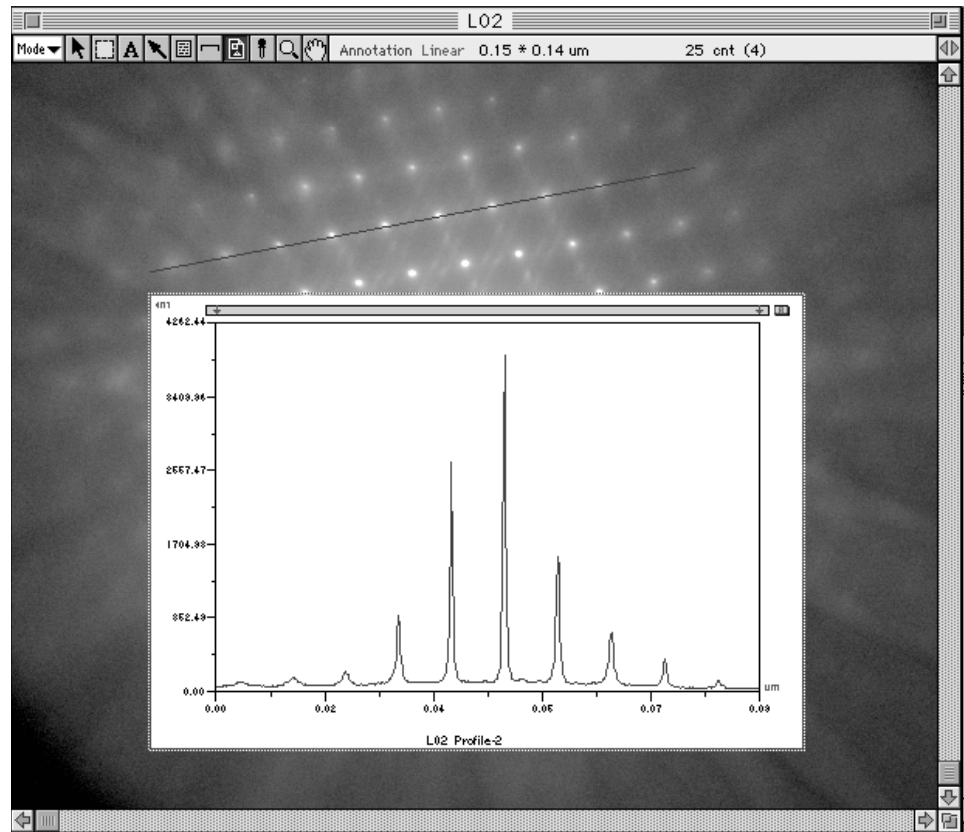 L02
Mode A Annotation Linear 0.15 * 0.14 um 25 cnt (4)
4262.44
3409.96
2557.47
1704.98
852.49
0.00
um
0.00 0.02 0.04 0.05 0.07 0.09
L02 Profile-2